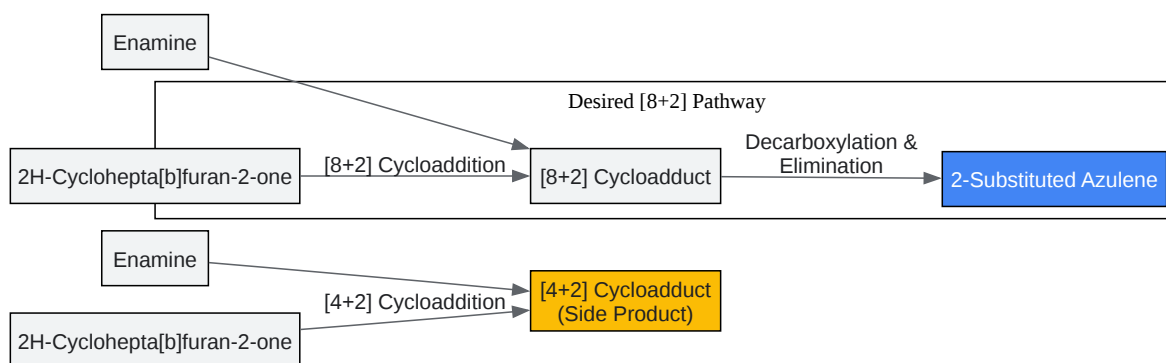 Enamine
Desired [8+2] Pathway
2H-Cyclohepta[b]furan-2-one
[8+2] Cycloaddition
[8+2] Cycloadduct
Decarboxylation &
Elimination
2-Substituted Azulene
Enamine
2H-Cyclohepta[b]furan-2-one
[4+2] Cycloaddition
[4+2] Cycloadduct
(Side Product)